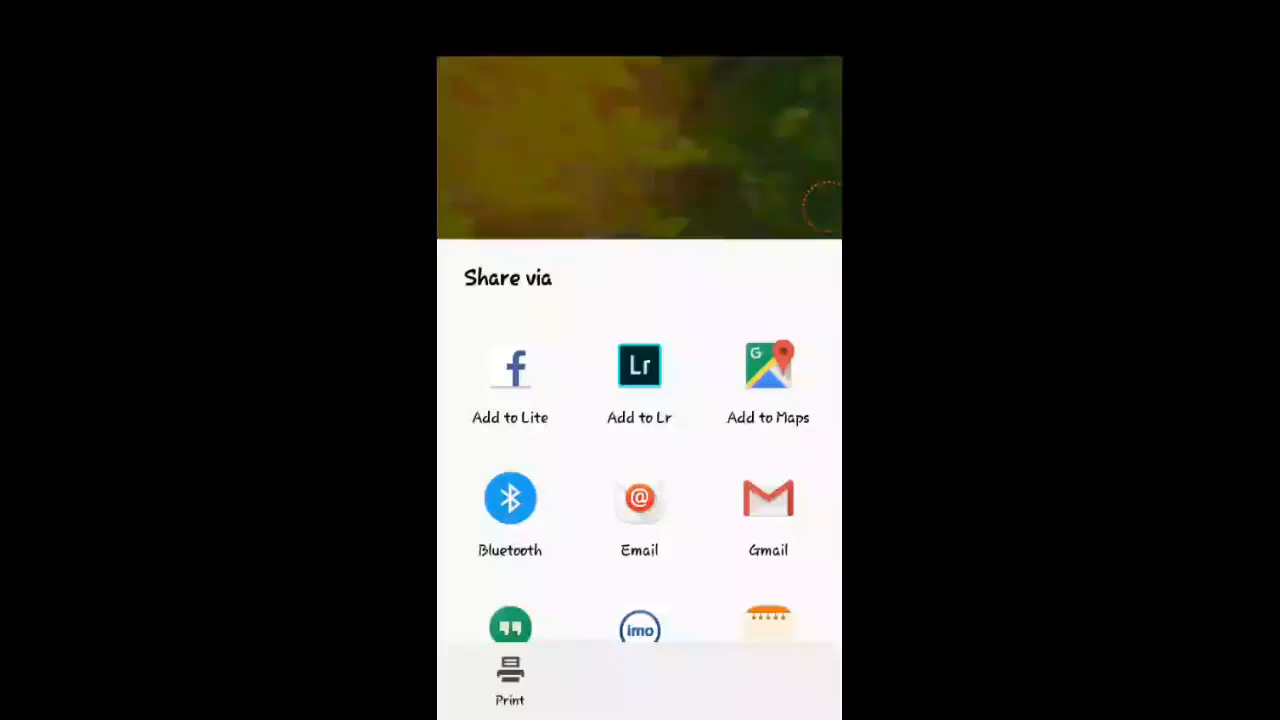 Share via
f
Lr
G
Add to Lite
Add to Lr
Add to Maps
@
M
Bluetooth
Email
Gmail
imo
Print